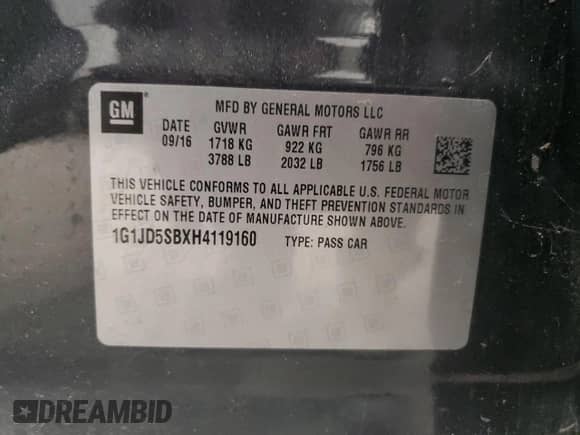 GM
MFD BY GENERAL MOTORS LLC
DATE GVWR GAWR FRT GAWR RR
09/16 1718 KG 922 KG 796 KG
3788 LB 2032 LB 1756 LB
THIS VEHICLE CONFORMS TO ALL APPLICABLE U.S. FEDERAL MOTOR
VEHICLE SAFETY, BUMPER, AND THEFT PREVENTION STANDARDS IN
EFFECT ON THE DATE OF MANUFACTURE SHOWN ABOVE.
1G1JD5SBXH4119160 TYPE: PASS CAR
DREAMBID